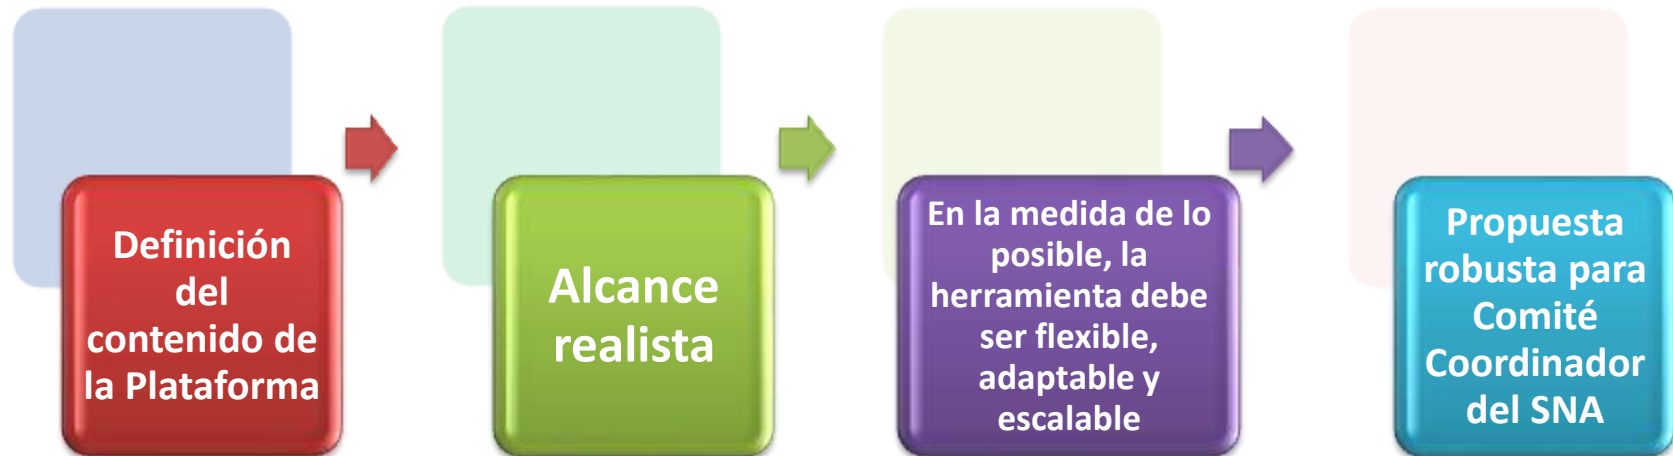 Definición
del
contenido de
la Plataforma
Alcance
realista
En la medida de lo
posible, la
herramienta debe
ser flexible,
adaptable y
escalable
Propuesta
robusta para
Comité
Coordinador
del SNA